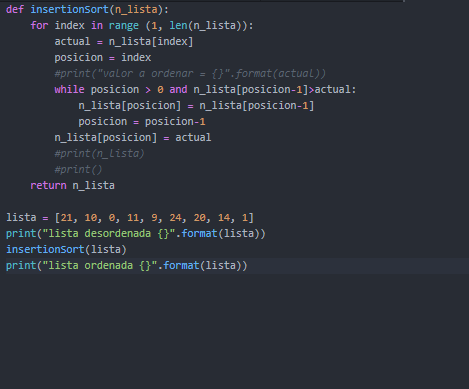 def insertionSort(n_lista):
    for index in range (1, len(n_lista)):
        actual = n_lista[index]
        posicion = index
        #print("valor a ordenar = {}".format(actual))
        while posicion > 0 and n_lista[posicion-1]>actual:
            n_lista[posicion] = n_lista[posicion-1]
            posicion = posicion-1
        n_lista[posicion] = actual
        #print(n_lista)
        #print()
    return n_lista
lista = [21, 10, 0, 11, 9, 24, 20, 14, 1]
print("lista desordenada {}".format(lista))
insertionSort(lista)
print("lista ordenada {}".format(lista))